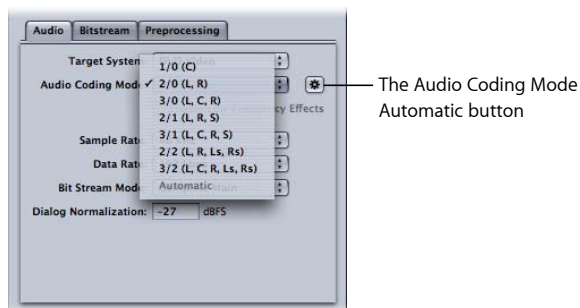 Audio Bitstream Preprocessing
Target System:
Audio Coding Mod
1/0 (C)
✓ 2/0 (L, R)
3/0 (L, C, R)
2/1 (L, R, S)
3/1 (L, C, R, S)
2/2 (L, R, Ls, Rs)
3/2 (L, C, R, Ls, Rs)
Automatic
cy Effects
Sample Rat
Data Rat
Bit Stream Mod
Dialog Normalization: -27 dBFS
The Audio Coding Mode
Automatic button